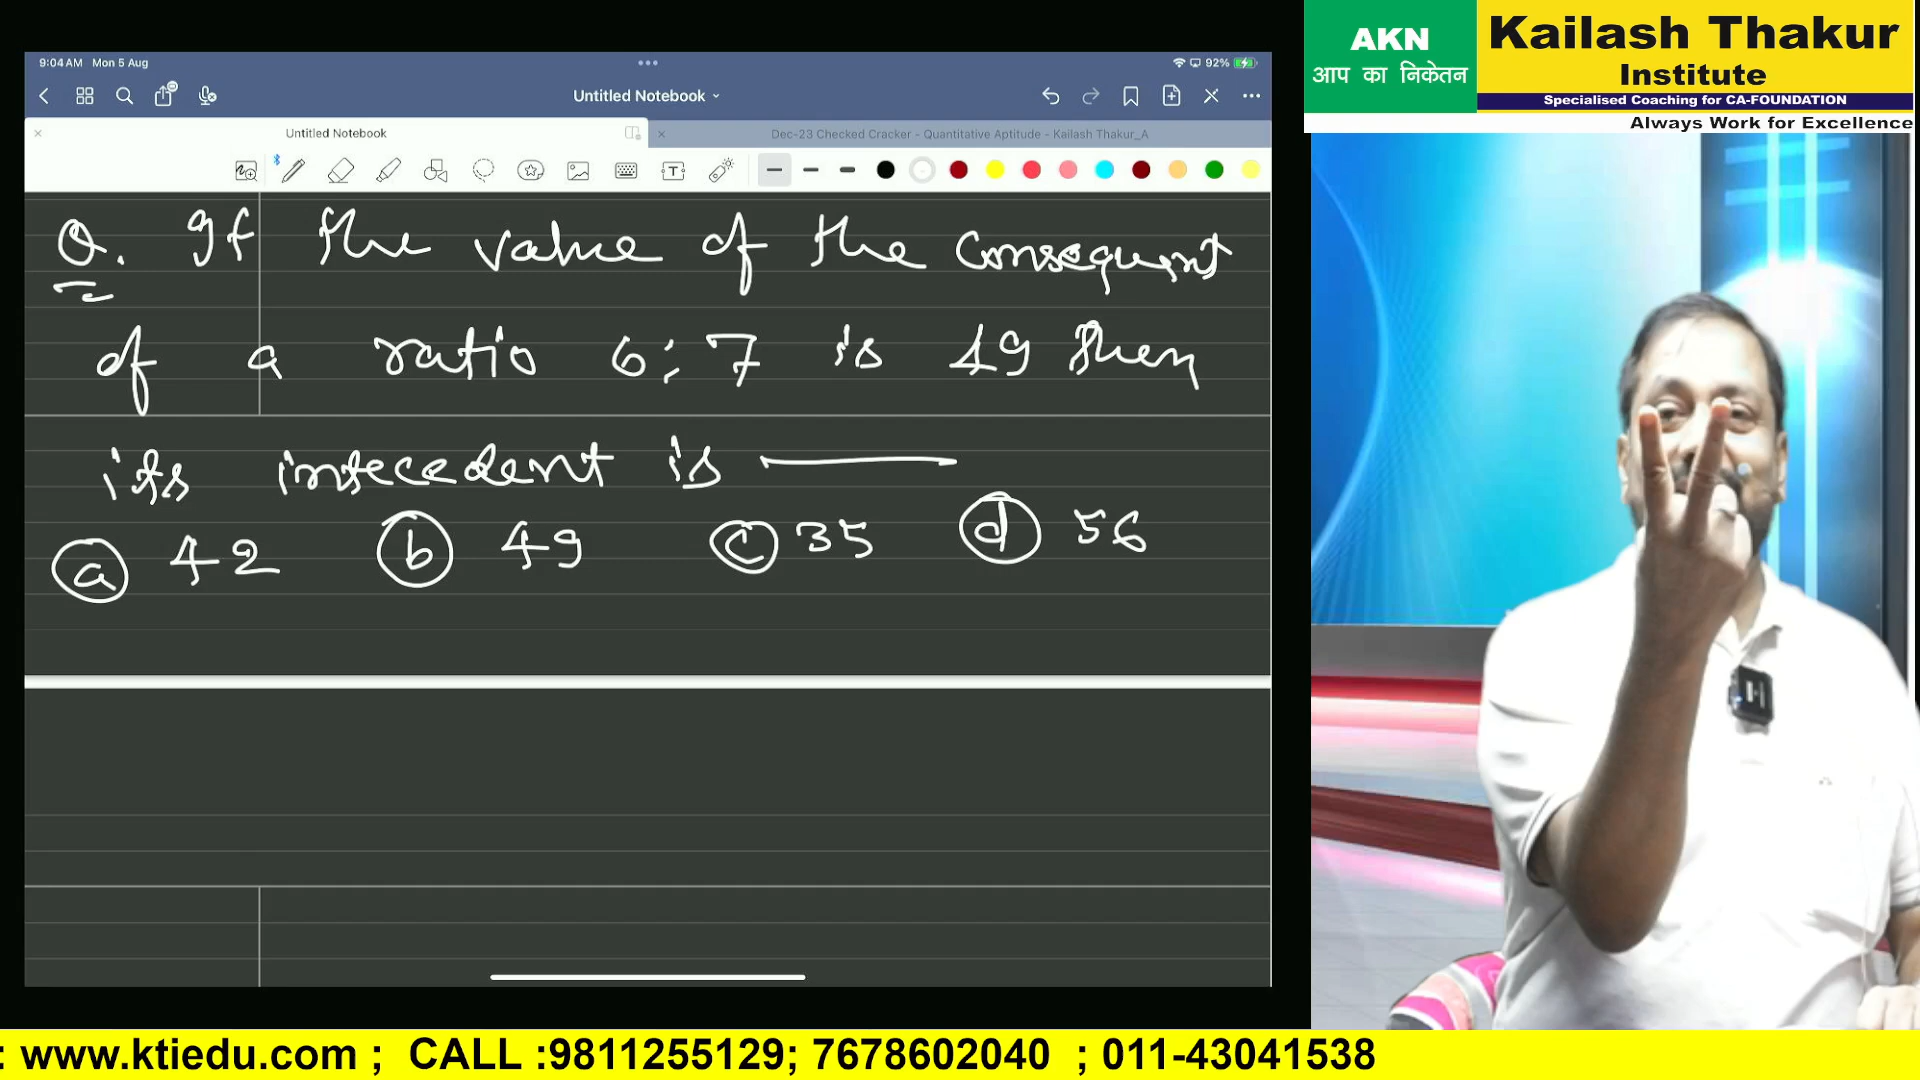 9:04 AM Mon 5 Aug
92%
Untitled Notebook
Untitled Notebook
Dec-23 Checked Cracker - Quantitative Aptitude - Kailash Thakur_A
Q. If the value of the consequent
of a ratio 6:7 is 49 then
its intecedent is ———
(a) 42 (b) 49 (c) 35 (d) 56
AKN
आप का निकेतन
Kailash Thakur
Institute
Specialised Coaching for CA-FOUNDATION
Always Work for Excellence
: www.ktiedu.com ; CALL :9811255129; 7678602040 ; 011-43041538